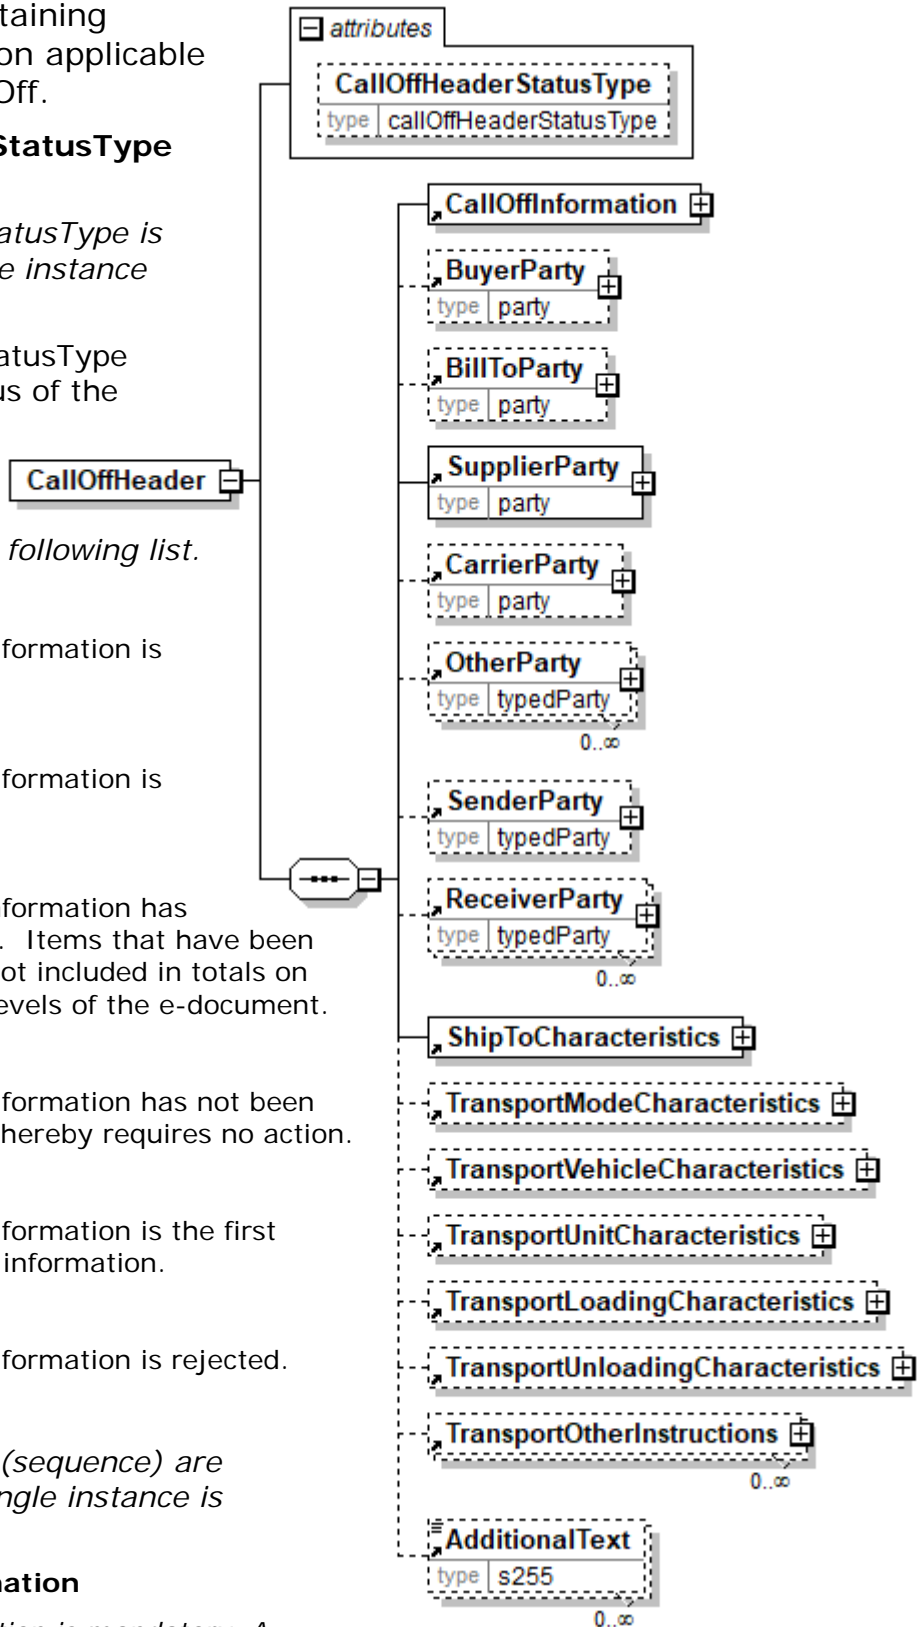 taining
on applicable
Off.
StatusType
atusType is
e instance
atusType
us of the
following list.
formation is
formation is
formation has
. Items that have been
ot included in totals on
evels of the e-document.
formation has not been
hereby requires no action.
formation is the first
information.
formation is rejected.
(sequence) are
ngle instance is
nation
attributes
CallOffHeaderStatusType
type callOffHeaderStatusType
CallOffHeader
CallOffInformation
BuyerParty
type party
BillToParty
type party
SupplierParty
type party
CarrierParty
type party
OtherParty
type typedParty
0..∞
SenderParty
type typedParty
ReceiverParty
type typedParty
0..∞
ShipToCharacteristics
TransportModeCharacteristics
TransportVehicleCharacteristics
TransportUnitCharacteristics
TransportLoadingCharacteristics
TransportUnloadingCharacteristics
TransportOtherInstructions
0..∞
AdditionalText
type s255
0..∞